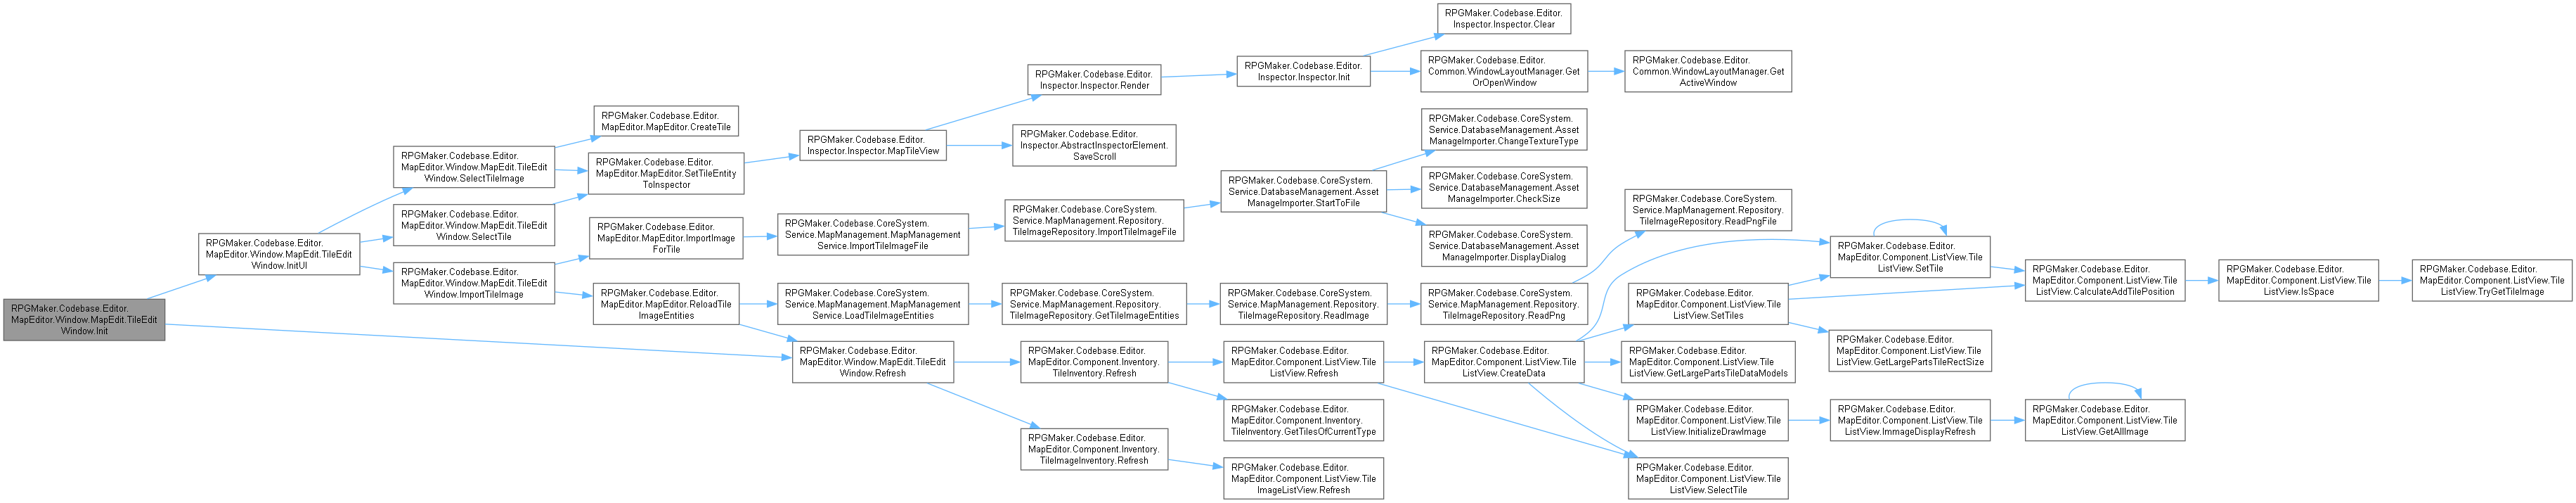 RPGMaker.Codebase.Editor.
MapEditor.Window.MapEdit.TileEdit
Window.Init
RPGMaker.Codebase.Editor.
MapEditor.Window.MapEdit.TileEdit
Window.InitUI
RPGMaker.Codebase.Editor.
MapEditor.Window.MapEdit.TileEdit
Window.SelectTileImage
RPGMaker.Codebase.Editor.
MapEditor.Window.MapEdit.TileEdit
Window.SelectTile
RPGMaker.Codebase.Editor.
MapEditor.Window.MapEdit.TileEdit
Window.ImportTileImage
RPGMaker.Codebase.Editor.
MapEditor.MapEditor.CreateTile
RPGMaker.Codebase.Editor.
MapEditor.MapEditor.SetTileEntity
ToInspector
RPGMaker.Codebase.Editor.
MapEditor.MapEditor.ImportImage
ForTile
RPGMaker.Codebase.Editor.
MapEditor.MapEditor.ReloadTile
ImageEntities
RPGMaker.Codebase.Editor.
Inspector.Inspector.MapTileView
RPGMaker.Codebase.CoreSystem.
Service.MapManagement.MapManagement
Service.ImportTileImageFile
RPGMaker.Codebase.CoreSystem.
Service.MapManagement.MapManagement
Service.LoadTileImageEntities
RPGMaker.Codebase.Editor.
MapEditor.Window.MapEdit.TileEdit
Window.Refresh
RPGMaker.Codebase.Editor.
Inspector.Inspector.Render
RPGMaker.Codebase.Editor.
Inspector.AbstractInspectorElement.
SaveScroll
RPGMaker.Codebase.CoreSystem.
Service.MapManagement.Repository.
TileImageRepository.ImportTileImageFile
RPGMaker.Codebase.CoreSystem.
Service.MapManagement.Repository.
TileImageRepository.GetTileImageEntities
RPGMaker.Codebase.Editor.
MapEditor.Component.Inventory.
TileInventory.Refresh
RPGMaker.Codebase.Editor.
MapEditor.Component.Inventory.
TileImageInventory.Refresh
RPGMaker.Codebase.Editor.
Inspector.Inspector.Init
RPGMaker.Codebase.CoreSystem.
Service.DatabaseManagement.Asset
ManageImporter.StartToFile
RPGMaker.Codebase.CoreSystem.
Service.MapManagement.Repository.
TileImageRepository.ReadImage
RPGMaker.Codebase.Editor.
MapEditor.Component.ListView.Tile
ListView.Refresh
RPGMaker.Codebase.Editor.
MapEditor.Component.Inventory.
TileInventory.GetTilesOfCurrentType
RPGMaker.Codebase.Editor.
MapEditor.Component.ListView.Tile
ImageListView.Refresh
RPGMaker.Codebase.Editor.
Inspector.Inspector.Clear
RPGMaker.Codebase.Editor.
Common.WindowLayoutManager.Get
OrOpenWindow
RPGMaker.Codebase.CoreSystem.
Service.DatabaseManagement.Asset
ManageImporter.ChangeTextureType
RPGMaker.Codebase.CoreSystem.
Service.DatabaseManagement.Asset
ManageImporter.CheckSize
RPGMaker.Codebase.CoreSystem.
Service.DatabaseManagement.Asset
ManageImporter.DisplayDialog
RPGMaker.Codebase.CoreSystem.
Service.MapManagement.Repository.
TileImageRepository.ReadPng
RPGMaker.Codebase.Editor.
MapEditor.Component.ListView.Tile
ListView.CreateData
RPGMaker.Codebase.Editor.
Common.WindowLayoutManager.Get
ActiveWindow
RPGMaker.Codebase.CoreSystem.
Service.MapManagement.Repository.
TileImageRepository.ReadPngFile
RPGMaker.Codebase.Editor.
MapEditor.Component.ListView.Tile
ListView.SetTiles
RPGMaker.Codebase.Editor.
MapEditor.Component.ListView.Tile
ListView.GetLargePartsTileDataModels
RPGMaker.Codebase.Editor.
MapEditor.Component.ListView.Tile
ListView.InitializeDrawImage
RPGMaker.Codebase.Editor.
MapEditor.Component.ListView.Tile
ListView.SelectTile
RPGMaker.Codebase.Editor.
MapEditor.Component.ListView.Tile
ListView.SetTile
RPGMaker.Codebase.Editor.
MapEditor.Component.ListView.Tile
ListView.GetLargePartsTileRectSize
RPGMaker.Codebase.Editor.
MapEditor.Component.ListView.Tile
ListView.ImmageDisplayRefresh
RPGMaker.Codebase.Editor.
MapEditor.Component.ListView.Tile
ListView.CalculateAddTilePosition
RPGMaker.Codebase.Editor.
MapEditor.Component.ListView.Tile
ListView.GetAllImage
RPGMaker.Codebase.Editor.
MapEditor.Component.ListView.Tile
ListView.IsSpace
RPGMaker.Codebase.Editor.
MapEditor.Component.ListView.Tile
ListView.TryGetTileImage